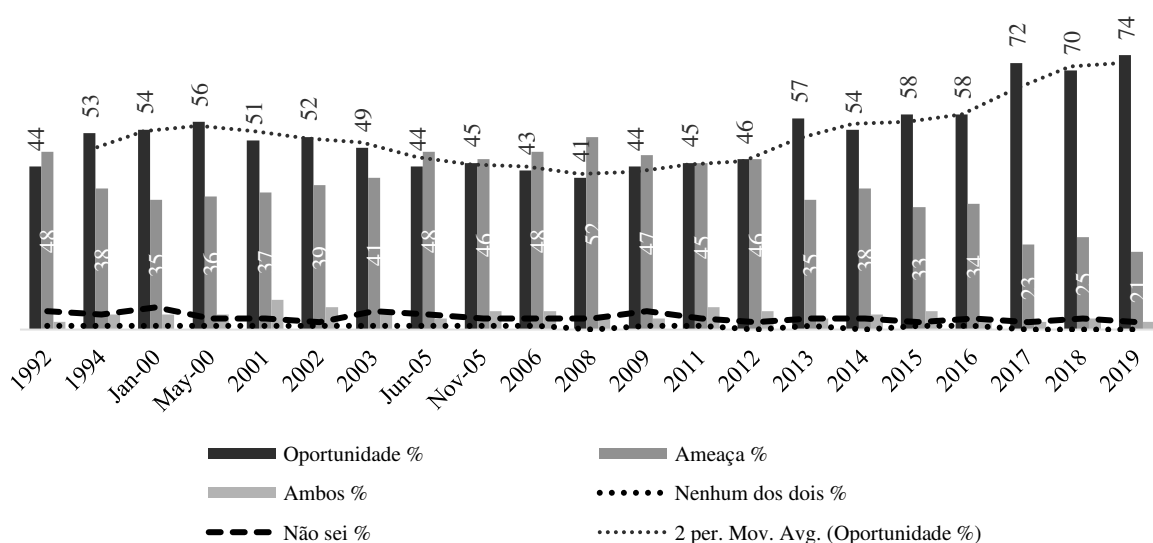 44 53 54 56 51 52 49 44 45 43 41 44 45 46 57 54 58 58 72 70 74
48 38 35 36 37 39 41 48 46 48 52 47 45 46 35 38 33 34 23 25 21
1992 1994 Jan-00 May-00 2001 2002 2003 Jun-05 Nov-05 2006 2008 2009 2011 2012 2013 2014 2015 2016 2017 2018 2019
Oportunidade % Ameaça %
Ambos % Nenhum dos dois %
Não sei % 2 per. Mov. Avg. (Oportunidade %)